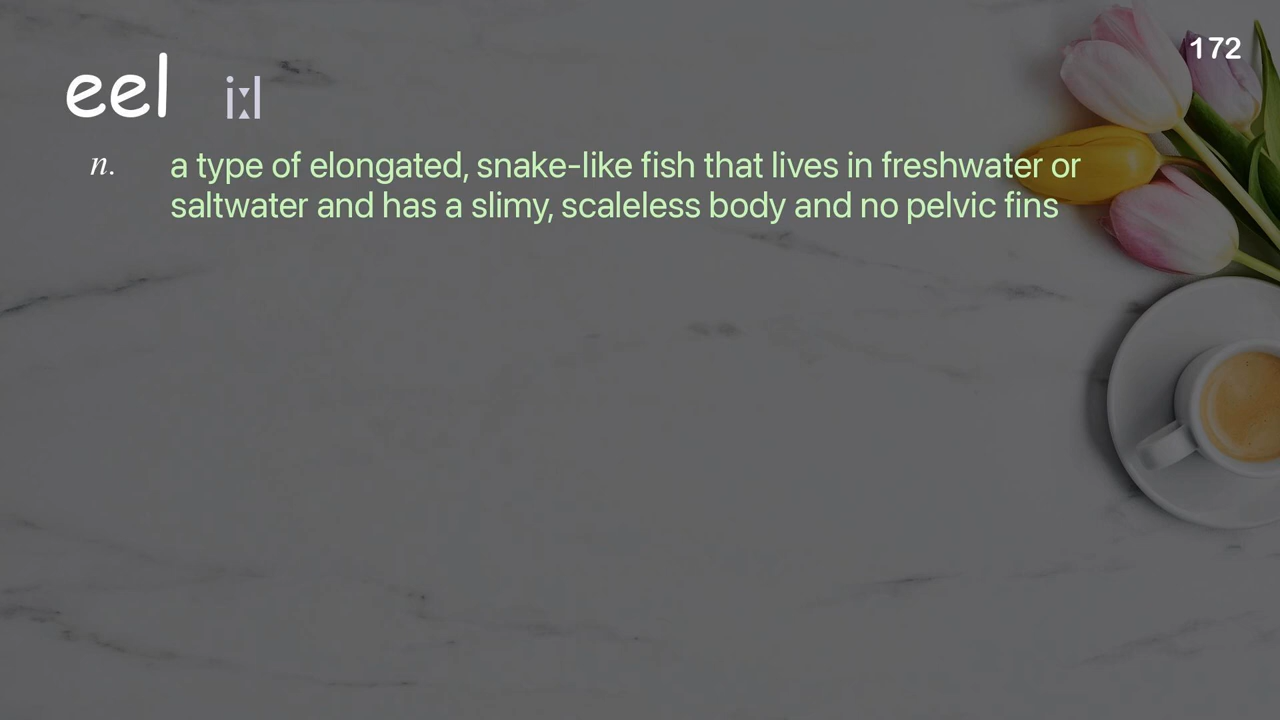 172
eel iːl
n. a type of elongated, snake-like fish that lives in freshwater or
saltwater and has a slimy, scaleless body and no pelvic fins